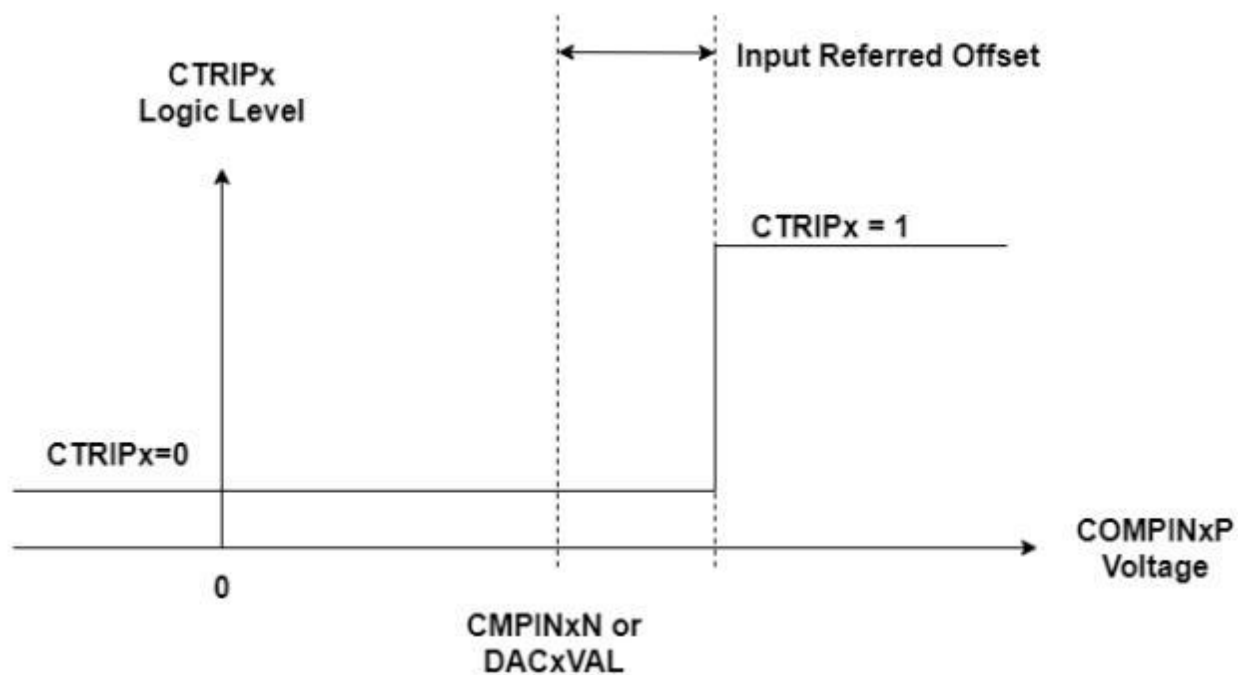 Input Referred Offset
CTRIPx
Logic Level
CTRIPx = 1
CTRIPx=0
COMPINxP
Voltage
0
CMPINxN or
DACxVAL